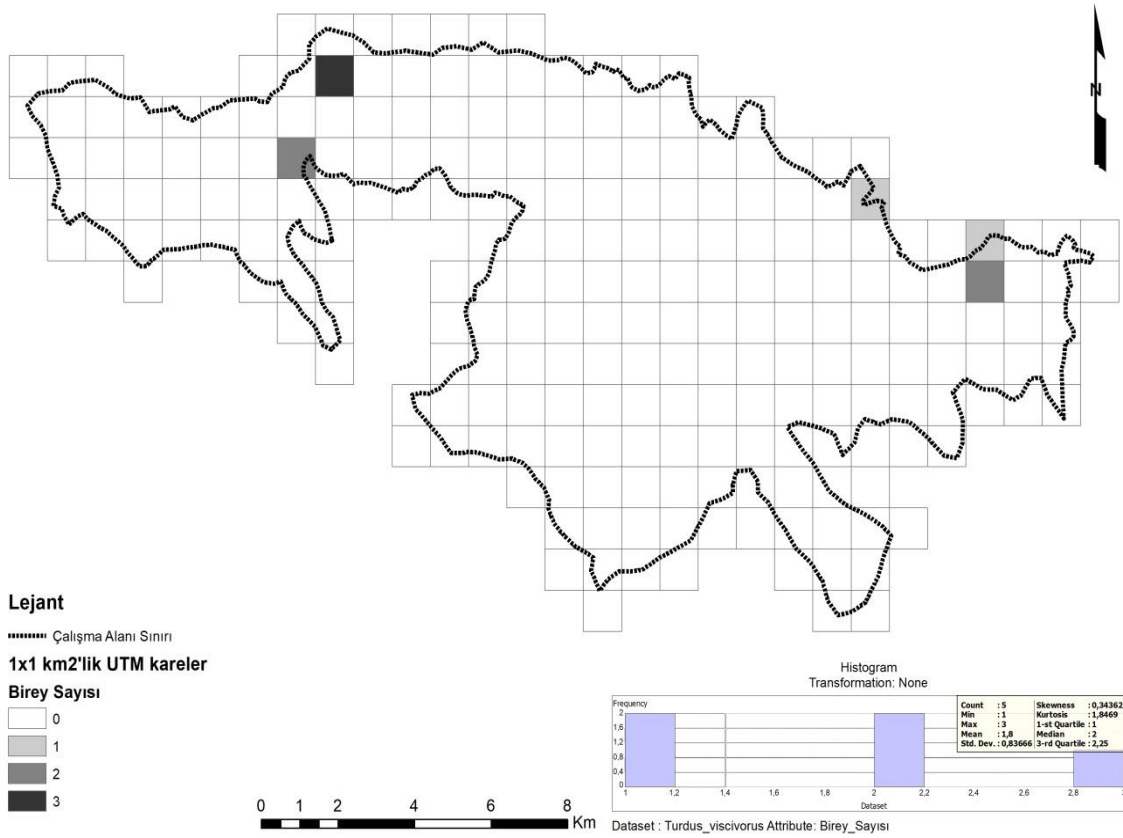 N
Lejant
Çalışma Alanı Sınırı
1x1 km2'lik UTM kareler
Birey Sayısı
0
1
2
3
0 1 2 4 6 8
Km
Histogram
Transformation: None
Frequency
2
1,6
1,2
0,8
0,4
0
1 1,2 1,4 1,6 1,8 2 2,2 2,4 2,6 2,8
Dataset
Count : 5 Skewness : 0,34362
Min : 1 Kurtosis : 1,8469
Max : 3 1-st Quartile : 1
Mean : 1,8 Median : 2
Std. Dev. : 0,83666 3-rd Quartile : 2,25
Dataset : Turdus_viscivorus Attribute: Birey_Sayısı